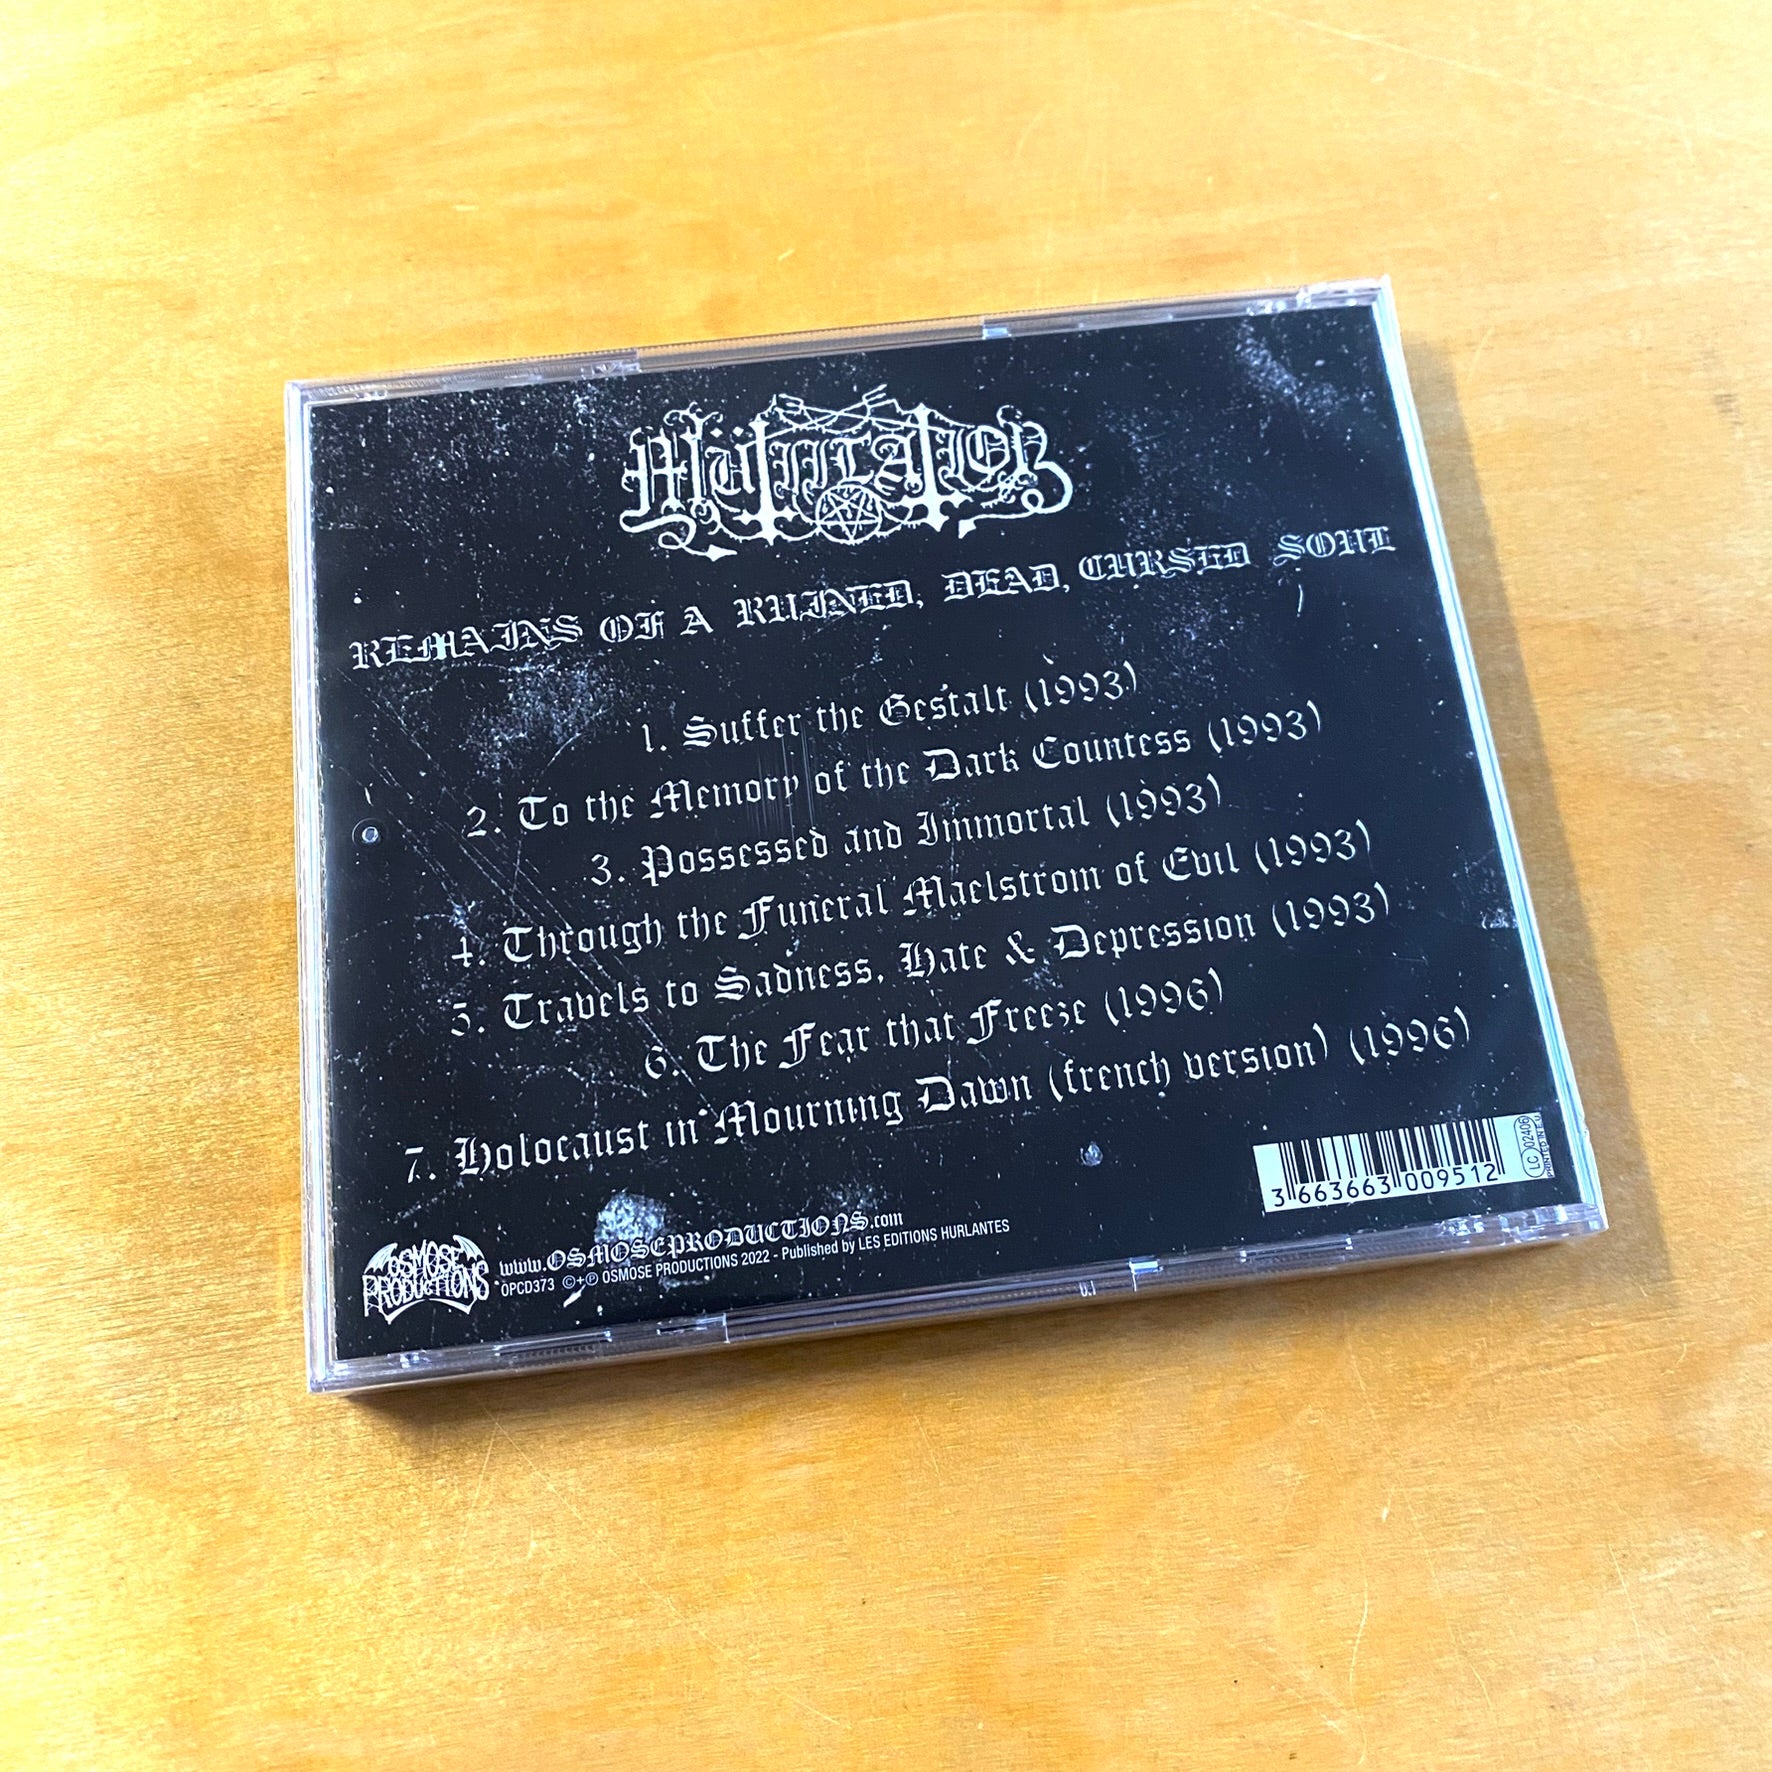 Mütiilation
REMAINS OF A RUINED, DEAD, CURSED SOUL
1. Suffer the Gestalt (1993)
2. To the Memory of the Dark Countess (1993)
3. Possessed and Immortal (1993)
4. Through the Funeral Maelstrom of Evil (1993)
5. Travels to Sadness, Hate & Depression (1993)
6. The Fear that Freeze (1996)
7. Holocaust in Mourning Dawn (french version) (1996)
3 663663 009512
LC 02406
PRINTED IN E.U
OSMOSE
PRODUCTIONS
www.OSMOSEPRODUCTIONS.com
OPCD373 ©+℗ OSMOSE PRODUCTIONS 2022 - Published by LES EDITIONS HURLANTES